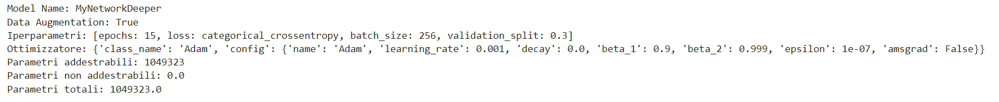 Model Name: MyNetworkDeeper
Data Augmentation: True
Iperparametri: [epochs: 15, loss: categorical_crossentropy, batch_size: 256, validation_split: 0.3]
Ottimizzatore: {'class_name': 'Adam', 'config': {'name': 'Adam', 'learning_rate': 0.001, 'decay': 0.0, 'beta_1': 0.9, 'beta_2': 0.999, 'epsilon': 1e-07, 'amsgrad': False}}
Parametri addestrabili: 1049323
Parametri non addestrabili: 0.0
Parametri totali: 1049323.0